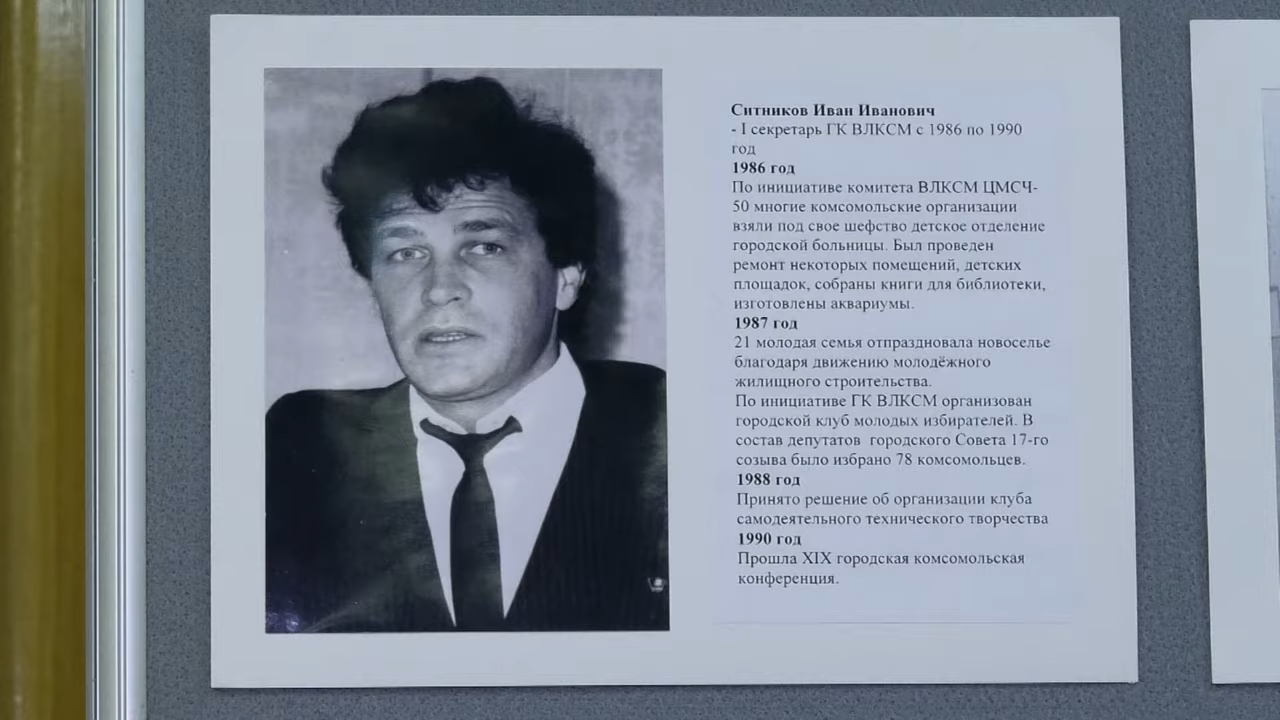 Ситников Иван Иванович
- I секретарь ГК ВЛКСМ с 1986 по 1990
год
1986 год
По инициативе комитета ВЛКСМ ЦМСЧ-
50 многие комсомольские организации
взяли под свое шефство детское отделение
городской больницы. Был проведен
ремонт некоторых помещений, детских
площадок, собраны книги для библиотеки,
изготовлены аквариумы.
1987 год
21 молодая семья отпраздновала новоселье
благодаря движению молодёжного
жилищного строительства.
По инициативе ГК ВЛКСМ организован
городской клуб молодых избирателей. В
состав депутатов городского Совета 17-го
созыва было избрано 78 комсомольцев.
1988 год
Принято решение об организации клуба
самодеятельного технического творчества
1990 год
Прошла XIX городская комсомольская
конференция.